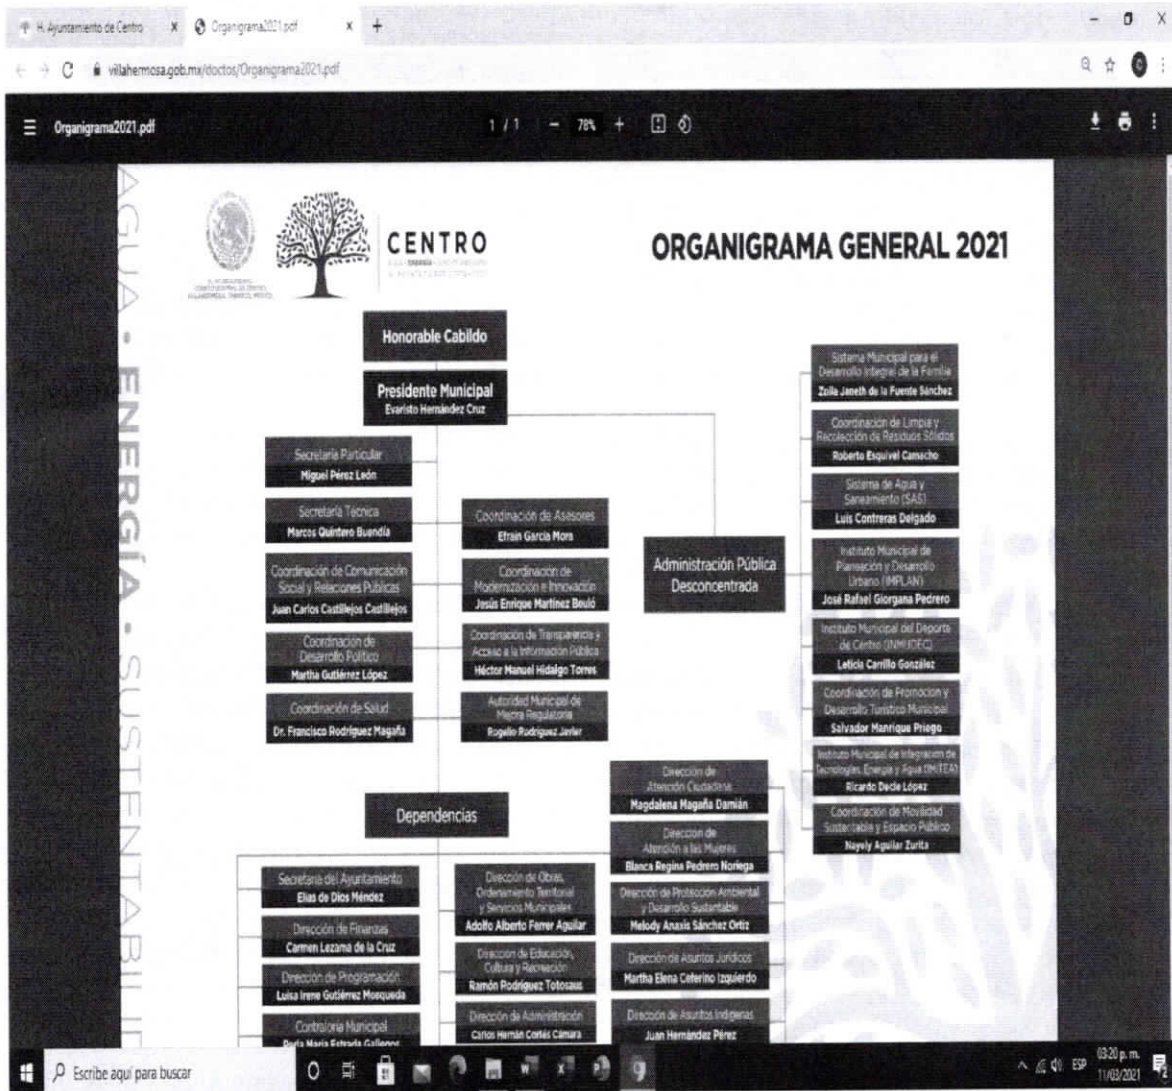 H. Ayuntamiento de Centro
Organigrama2021.pdf
villahermosa.gob.mx/doctos/Organigrama2021.pdf
Organigrama2021.pdf
1 / 1 — 78% +
AGUA • ENERGÍA • SUSTENTABILI
CENTRO
ORGANIGRAMA GENERAL 2021
Honorable Cabildo
Presidente Municipal
Evaristo Hernández Cruz
Secretaría Particular
Miguel Pérez León
Secretaría Técnica
Marcos Quintero Buendía
Coordinación de Comunicación
Social y Relaciones Públicas
Juan Carlos Castillejos Castillejos
Coordinación de
Desarrollo Político
Martha Gutiérrez López
Coordinación de Salud
Dr. Francisco Rodríguez Magaña
Coordinación de Asesores
Efraín García Mora
Coordinación de
Modernización e Innovación
Jesús Enrique Martínez Beuló
Coordinación de Transparencia y
Acceso a la Información Pública
Héctor Manuel Hidalgo Torres
Autoridad Municipal de
Mejora Regulatoria
Rogelio Rodríguez Javier
Administración Pública
Desconcentrada
Sistema Municipal para el
Desarrollo Integral de la Familia
Zoila Janeth de la Fuente Sánchez
Coordinación de Limpia y
Recolección de Residuos Sólidos
Roberto Esquivel Camacho
Sistema de Agua y
Saneamiento (SAS)
Luis Contreras Delgado
Instituto Municipal de
Planeación y Desarrollo
Urbano (IMPLAN)
José Rafael Giorgana Pedrero
Instituto Municipal del Deporte
de Centro (INMUDEC)
Leticia Carrillo González
Coordinación de Promoción y
Desarrollo Turístico Municipal
Salvador Manrique Priego
Instituto Municipal de Integración de
Tecnologías, Energía y Agua (IMITEA)
Ricardo Decle López
Coordinación de Movilidad
Sustentable y Espacio Público
Nayely Aguilar Zurita
Dependencias
Secretaría del Ayuntamiento
Elías de Dios Méndez
Dirección de Finanzas
Carmen Lezama de la Cruz
Dirección de Programación
Luisa Irene Gutiérrez Mosqueda
Contraloría Municipal
Perla María Estrada Gallegos
Dirección de Obras,
Ordenamiento Territorial
y Servicios Municipales
Adolfo Alberto Ferrer Aguilar
Dirección de Educación,
Cultura y Recreación
Ramón Rodríguez Totosaus
Dirección de Administración
Carlos Hernán Cortés Cámara
Dirección de
Atención Ciudadana
Magdalena Magaña Damián
Dirección de
Atención a las Mujeres
Blanca Regina Pedrero Noriega
Dirección de Protección Ambiental
y Desarrollo Sustentable
Melody Anaxis Sánchez Ortiz
Dirección de Asuntos Jurídicos
Martha Elena Ceferino Izquierdo
Dirección de Asuntos Indígenas
Juan Hernández Pérez
Escribe aquí para buscar
ESP
03:20 p. m.
11/03/2021